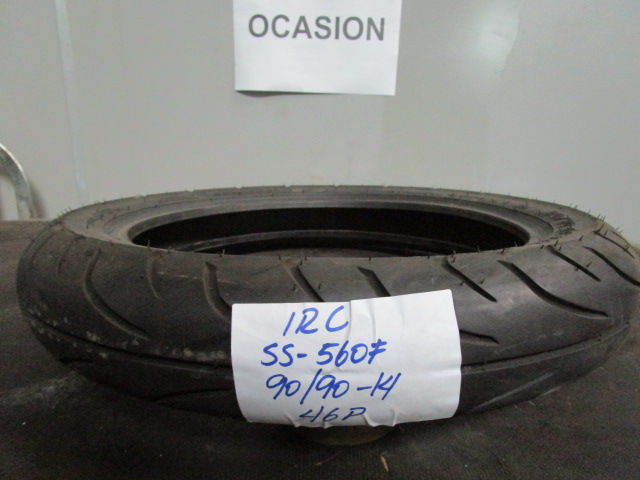 OCASION
IRC
SS-560F
90/90-14
46P